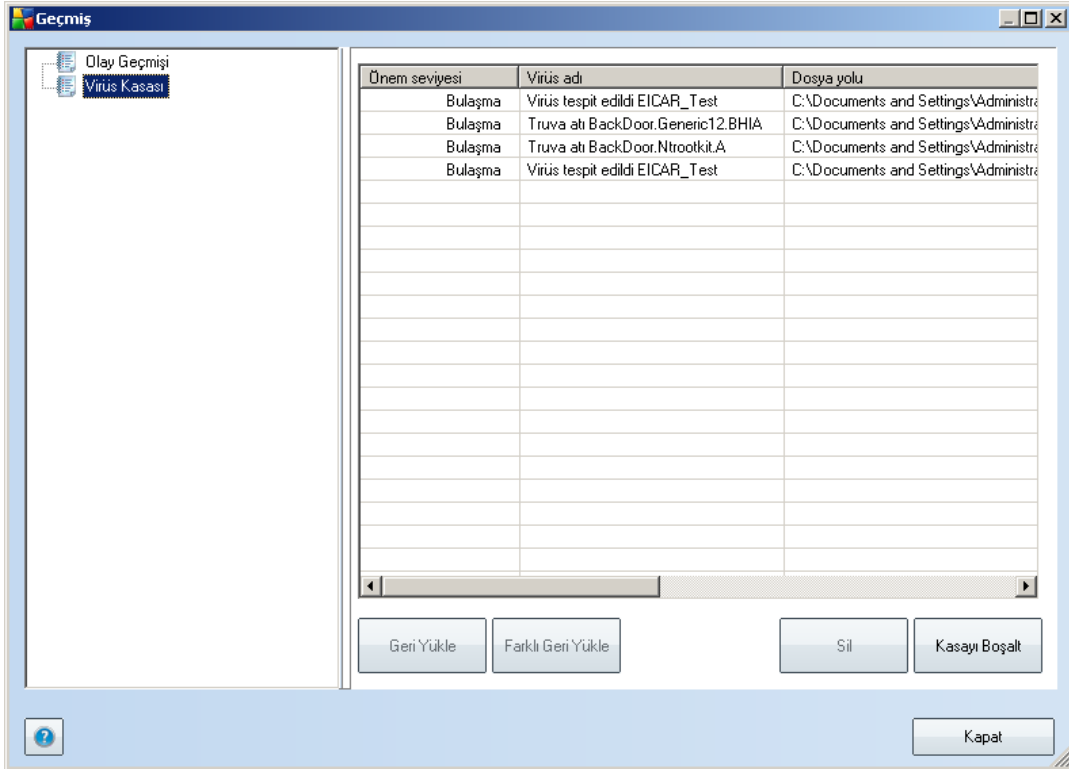 Geçmiş
Olay Geçmişi
Virüs Kasası
Önem seviyesi Virüs adı Dosya yolu
Bulaşma Virüs tespit edildi EICAR_Test C:\Documents and Settings\Administra
Bulaşma Truva atı BackDoor.Generic12.BHIA C:\Documents and Settings\Administra
Bulaşma Truva atı BackDoor.Ntrootkit.A C:\Documents and Settings\Administra
Bulaşma Virüs tespit edildi EICAR_Test C:\Documents and Settings\Administra
Geri Yükle Farklı Geri Yükle Sil Kasayı Boşalt
Kapat